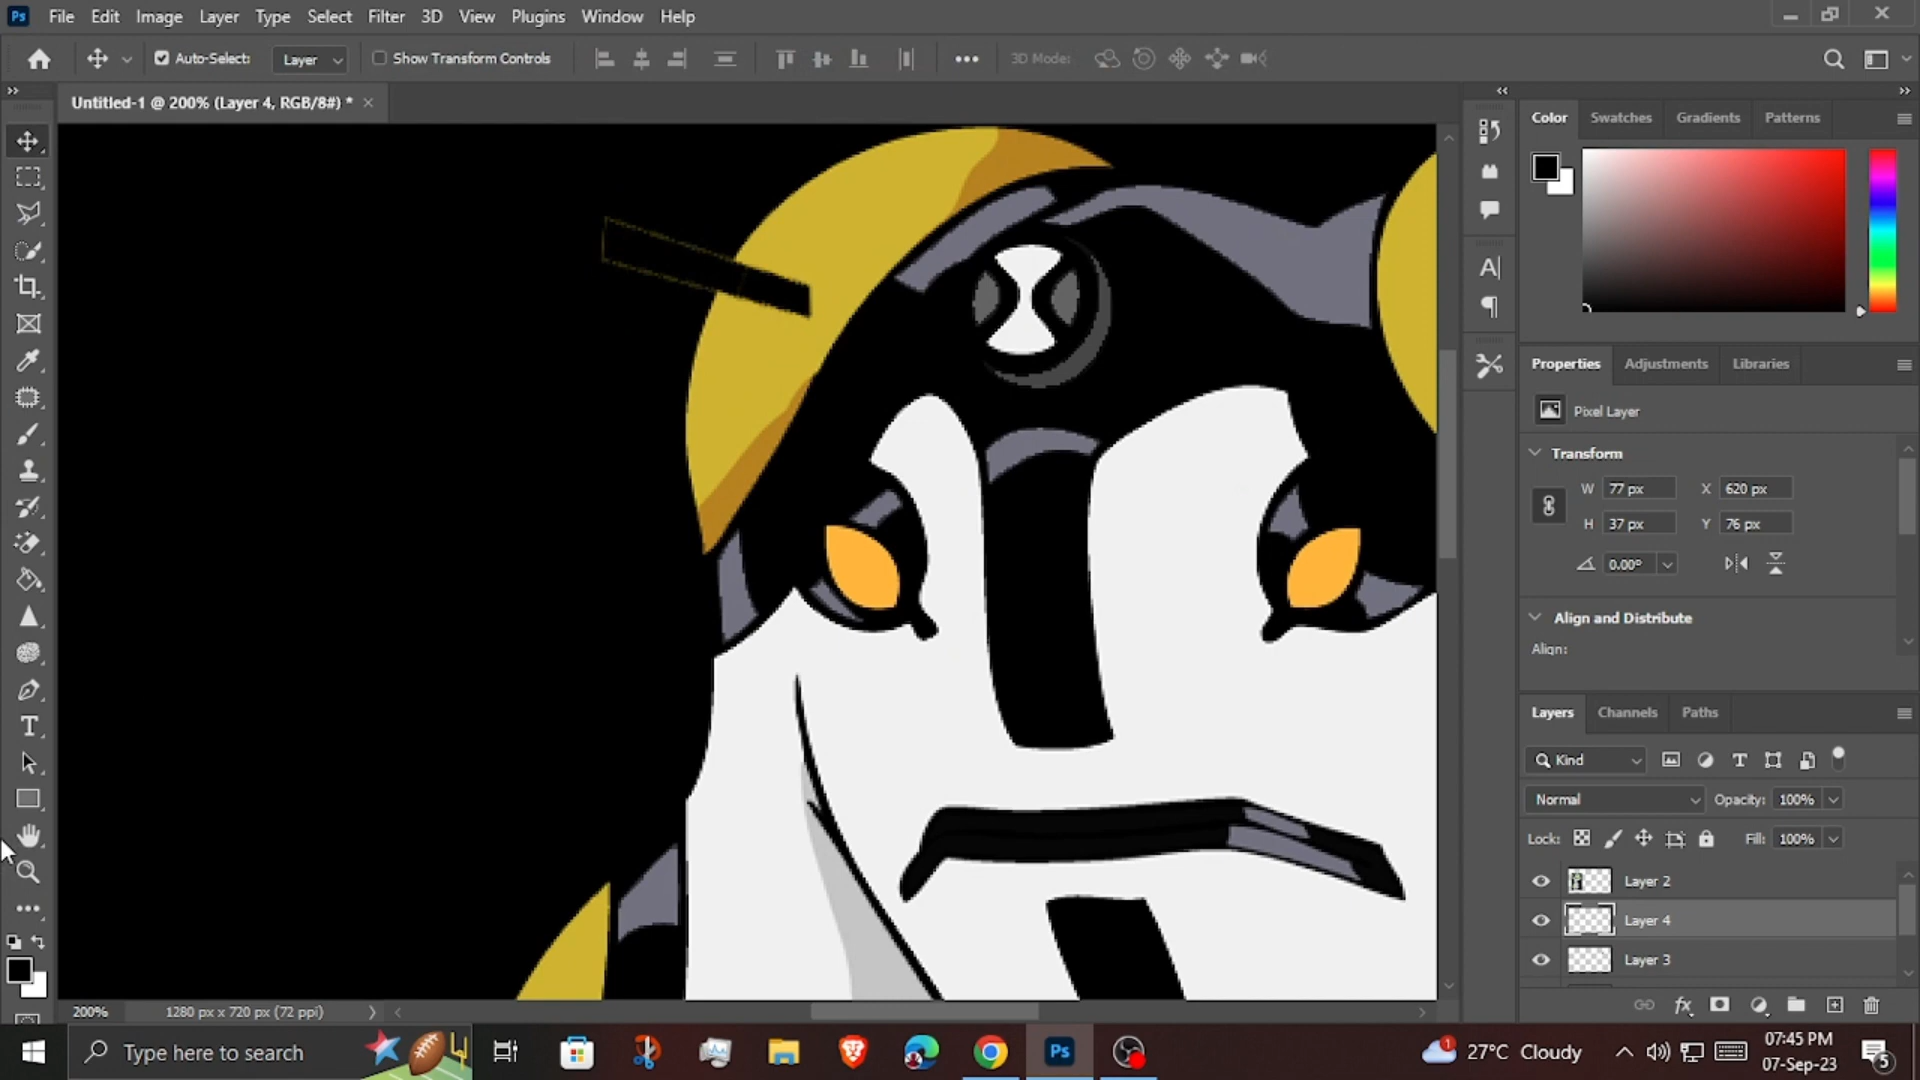 Ps File Edit Image Layer Type Select Filter 3D View Plugins Window Help
Auto-Select: Layer Show Transform Controls 3D Mode:
Untitled-1 @ 200% (Layer 4, RGB/8#) *
Color Swatches Gradients Patterns
Properties Adjustments Libraries
Pixel Layer
Transform
W 77 px X 620 px
H 37 px Y 76 px
0.00°
Align and Distribute
Align:
Layers Channels Paths
Kind
Normal Opacity: 100%
Lock: Fill: 100%
Layer 2
Layer 4
Layer 3
200% 1280 px x 720 px (72 ppi)
Type here to search
Ps
1
27°C Cloudy
07:45 PM
07-Sep-23
5